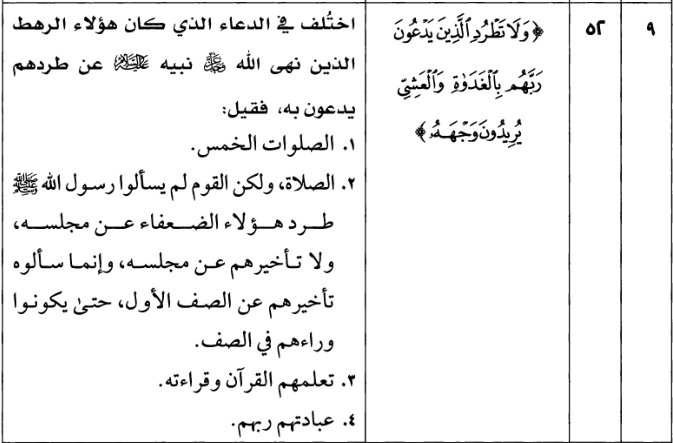 ٩
٥٢
﴿وَلَا تَطْرُدِ الَّذِينَ يَدْعُونَ
رَبَّهُم بِالْغَدَوٰةِ وَالْعَشِيِّ
يُرِيدُونَ وَجْهَهُۥ﴾
اختُلف في الدعاء الذي كان هؤلاء الرهط
الذين نهى الله ﷻ نبيه ﷺ عن طردهم
يدعون به، فقيل:
١. الصلوات الخمس.
٢. الصلاة، ولكن القوم لم يسألوا رسول الله ﷺ
طرد هؤلاء الضعفاء عن مجلسه،
ولا تأخيرهم عن مجلسه، وإنما سألوه
تأخيرهم عن الصف الأول، حتىٰ يكونوا
وراءهم في الصف.
٣. تعلمهم القرآن وقراءته.
٤. عبادتهم ربهم.